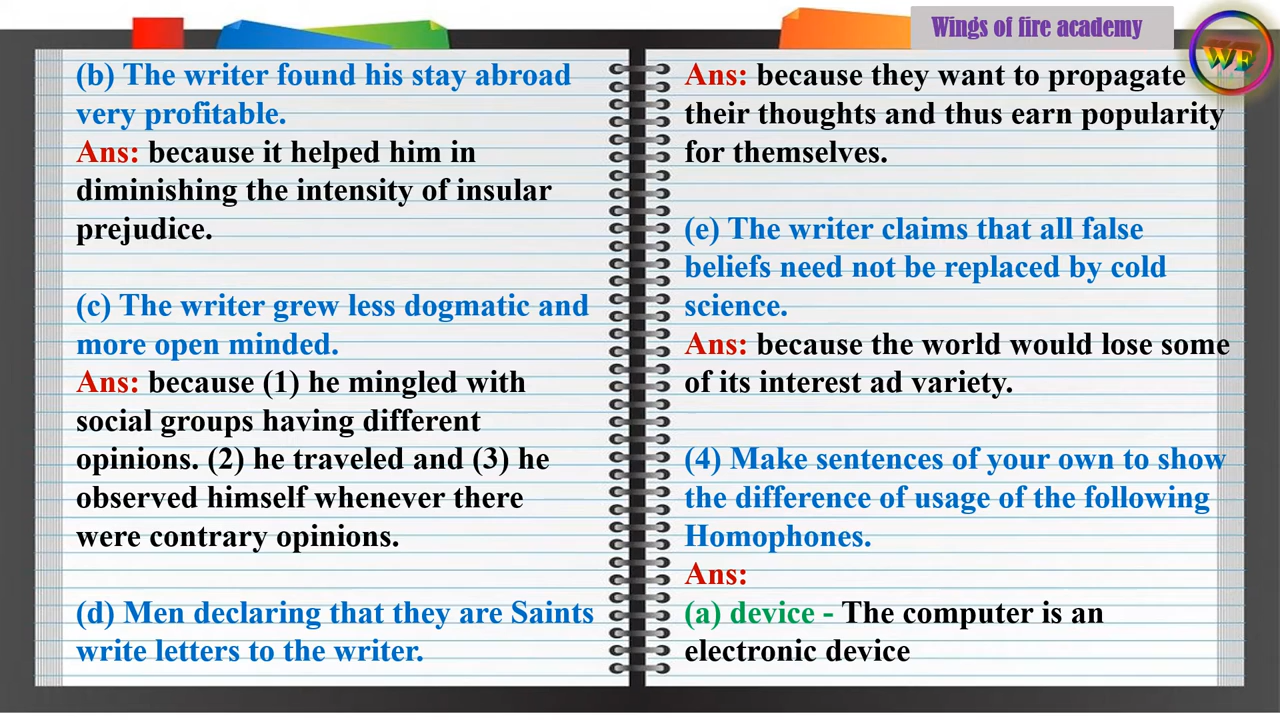 Wings of fire academy
WF
(b) The writer found his stay abroad
very profitable.
Ans: because it helped him in
diminishing the intensity of insular
prejudice.
(c) The writer grew less dogmatic and
more open minded.
Ans: because (1) he mingled with
social groups having different
opinions. (2) he traveled and (3) he
observed himself whenever there
were contrary opinions.
(d) Men declaring that they are Saints
write letters to the writer.
Ans: because they want to propagate
their thoughts and thus earn popularity
for themselves.
(e) The writer claims that all false
beliefs need not be replaced by cold
science.
Ans: because the world would lose some
of its interest ad variety.
(4) Make sentences of your own to show
the difference of usage of the following
Homophones.
Ans:
(a) device - The computer is an
electronic device